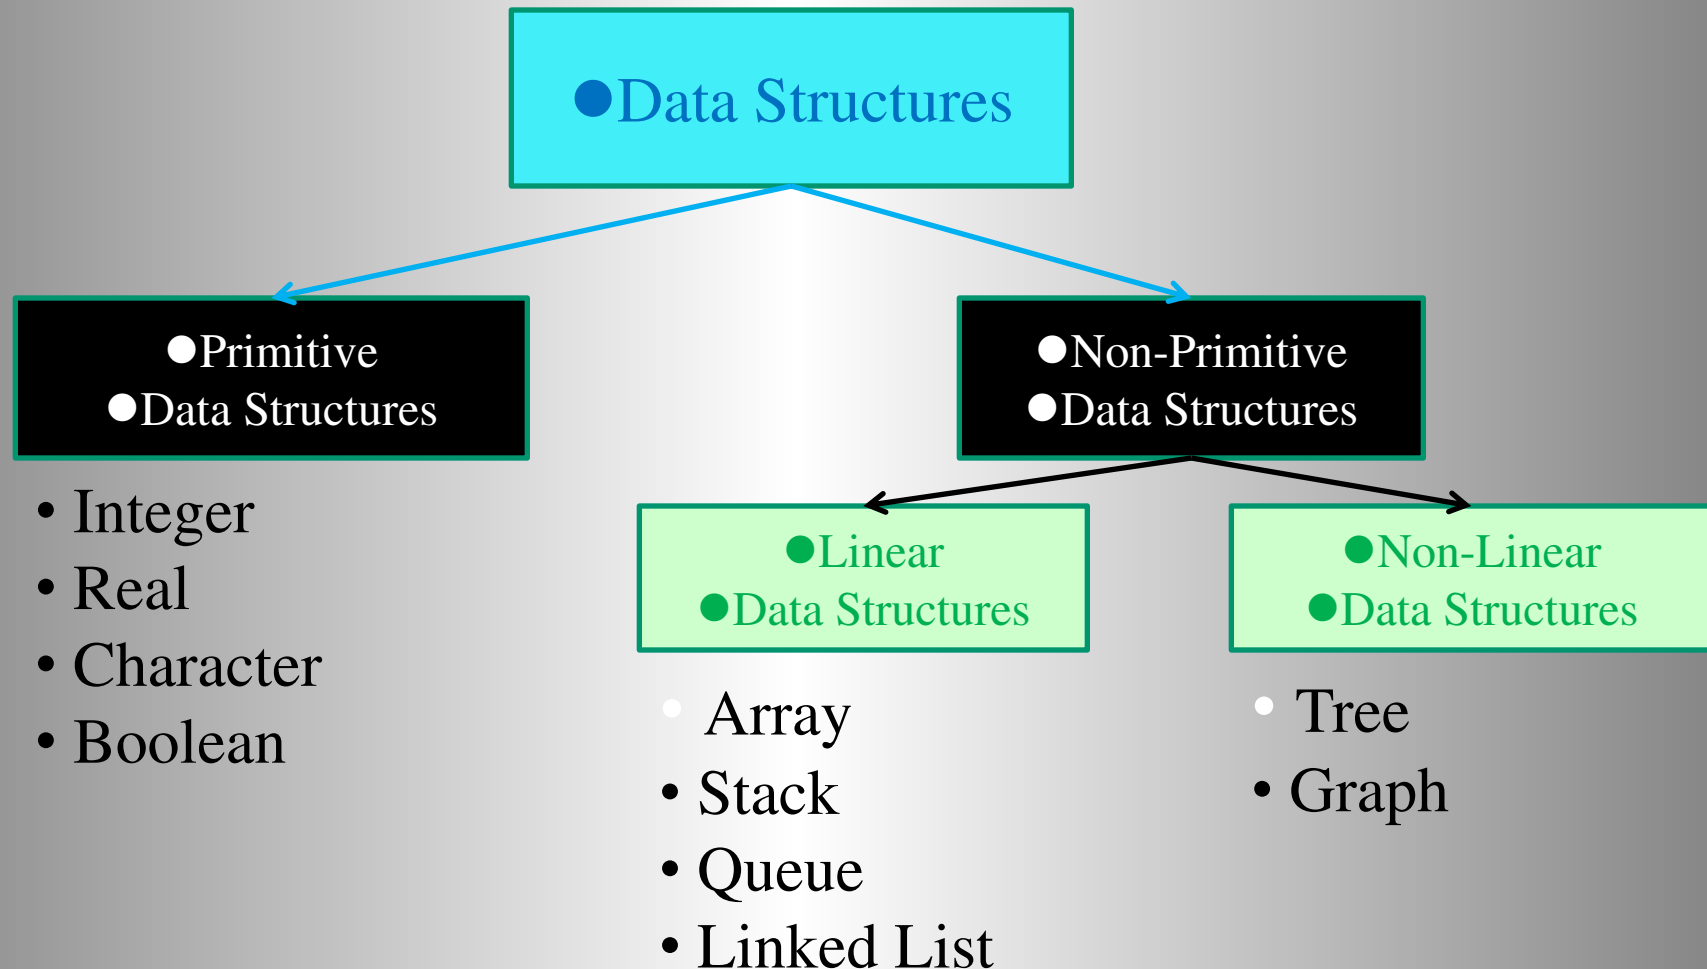 ●Data Structures
●Primitive
●Data Structures
●Non-Primitive
●Data Structures
• Integer
• Real
• Character
• Boolean
●Linear
●Data Structures
• Array
• Stack
• Queue
• Linked List
●Non-Linear
●Data Structures
• Tree
• Graph